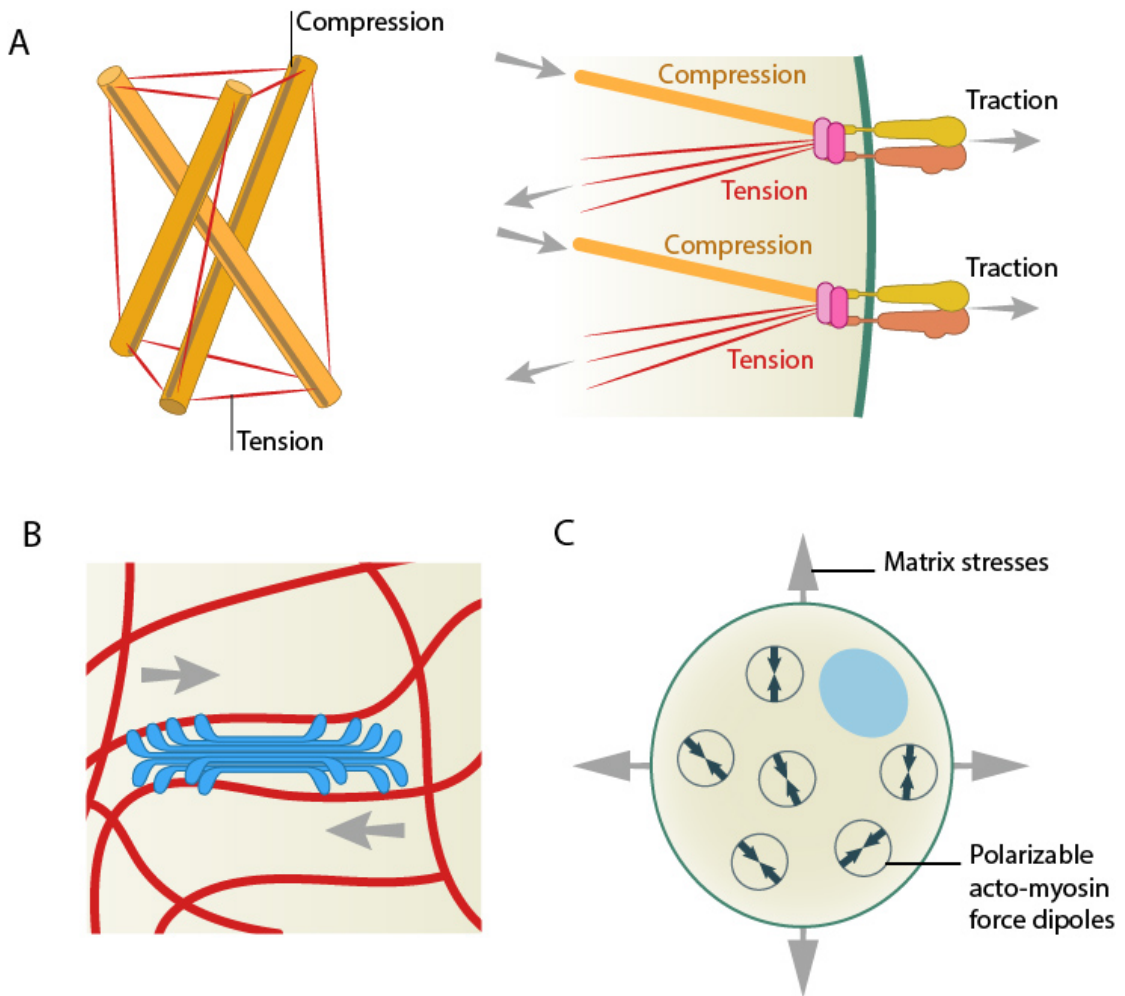 A
Compression
Tension
Compression
Traction
Tension
Compression
Traction
Tension
B
C
Matrix stresses
Polarizable
acto-myosin
force dipoles